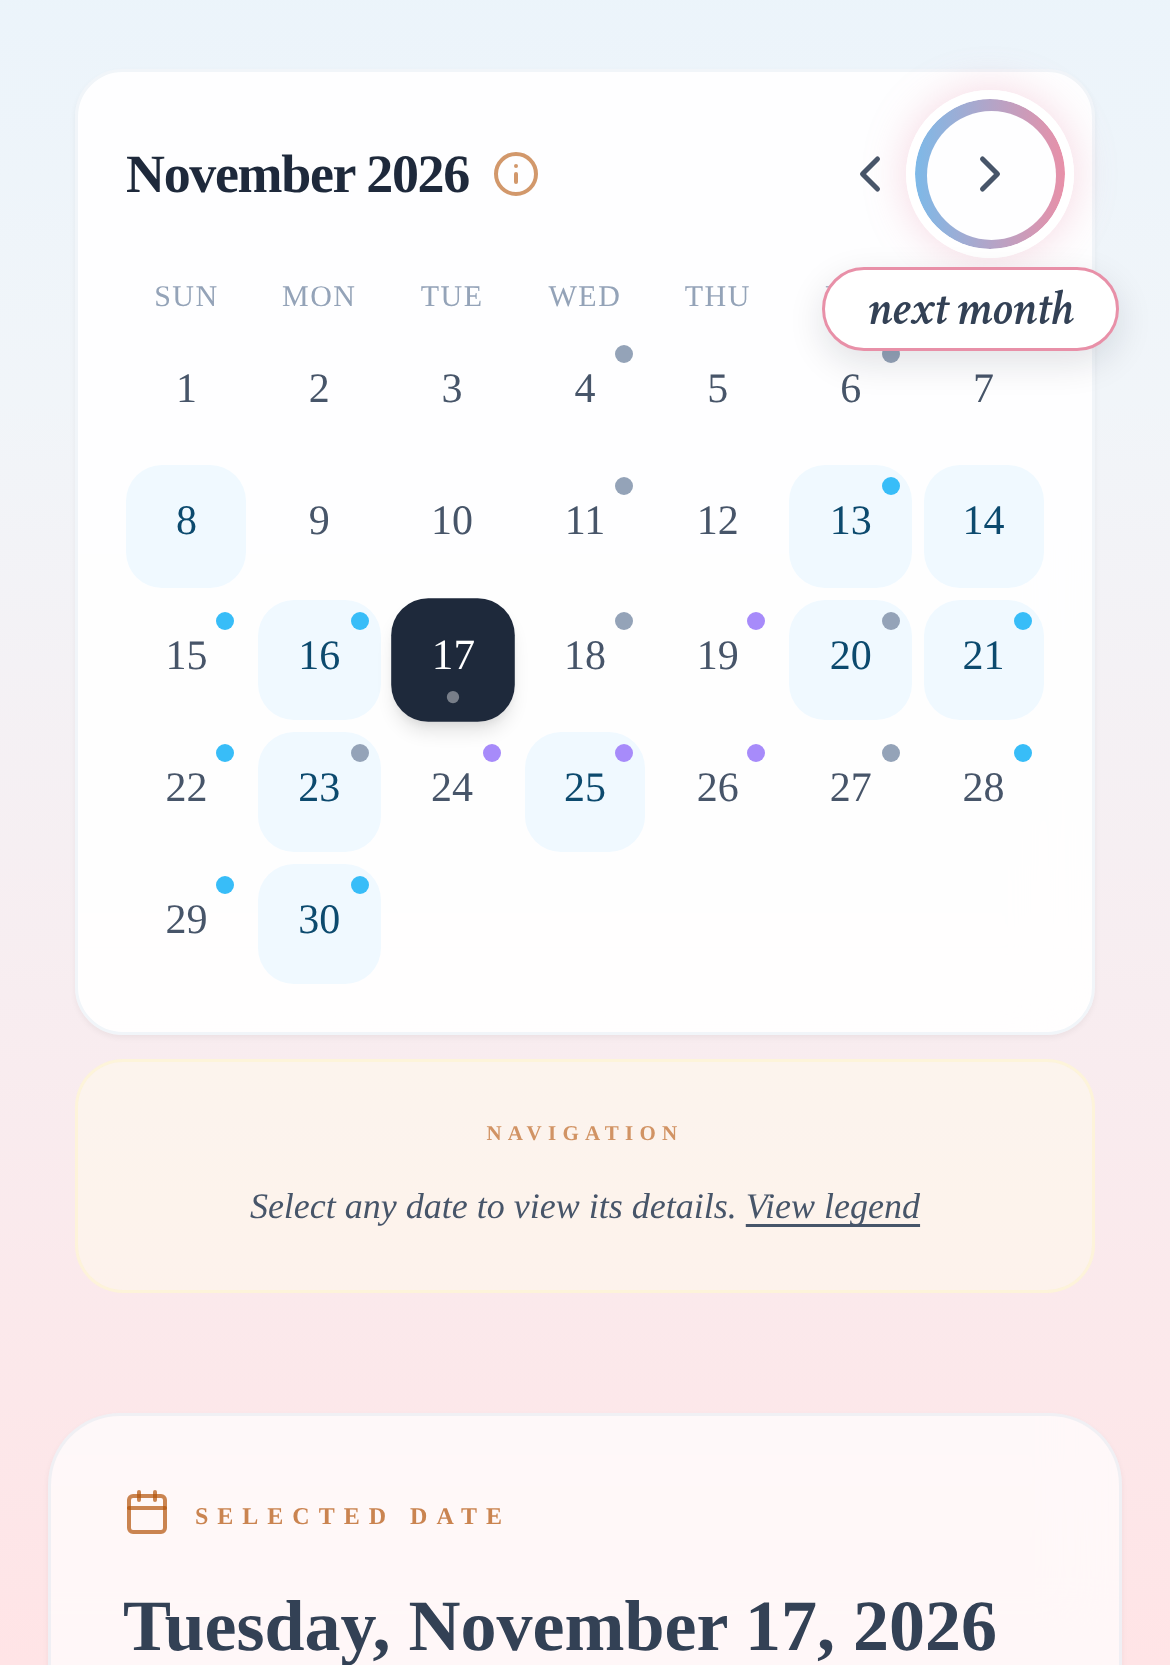 November 2026
SUN MON TUE WED THU
next month
1 2 3 4 5 6 7
8 9 10 11 12 13 14
15 16 17 18 19 20 21
22 23 24 25 26 27 28
29 30
NAVIGATION
Select any date to view its details. View legend
SELECTED DATE
Tuesday, November 17, 2026